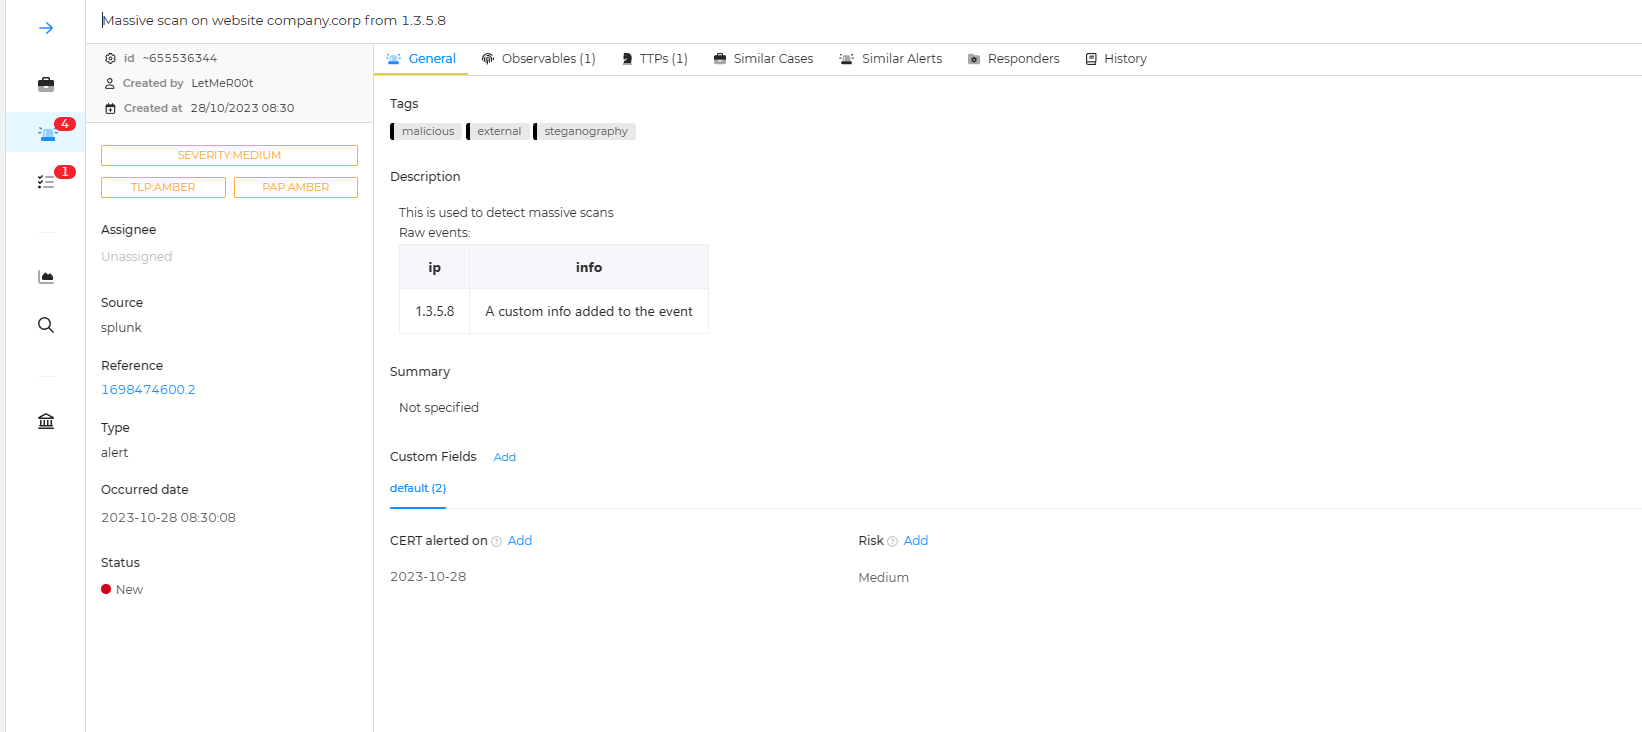 Massive scan on website company.corp from 1.3.5.8
id ~655536344
Created by LetMeR00t
Created at 28/10/2023 08:30
4
1
SEVERITY:MEDIUM
TLP:AMBER PAP:AMBER
Assignee
Unassigned
Source
splunk
Reference
1698474600.2
Type
alert
Occurred date
2023-10-28 08:30:08
Status
New
General Observables (1) TTPs (1) Similar Cases Similar Alerts Responders History
Tags
malicious external steganography
Description
This is used to detect massive scans
Raw events:
ip info
1.3.5.8 A custom info added to the event
Summary
Not specified
Custom Fields Add
default (2)
CERT alerted on ? Add Risk ? Add
2023-10-28 Medium